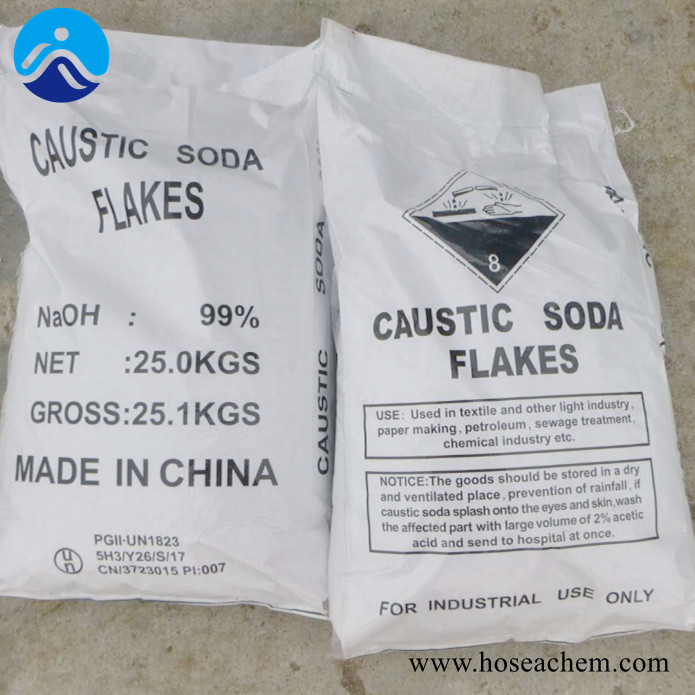 CAUSTIC SODA
FLAKES
NaOH : 99%
NET :25.0KGS
GROSS:25.1KGS
MADE IN CHINA
PGII-UN1823
5H3/Y26/S/17
CN/3723015 PI:007
un
CAUSTIC SODA
8
CAUSTIC SODA
FLAKES
USE: Used in textile and other light industry,
paper making, petroleum, sewage treatment,
chemical industry etc.
NOTICE:The goods should be stored in a dry
and ventilated place, prevention of rainfall, if
caustic soda splash onto the eyes and skin,wash
the affected part with large volume of 2% acetic
acid and send to hospital at once.
FOR INDUSTRIAL USE ONLY
www.hoseachem.com